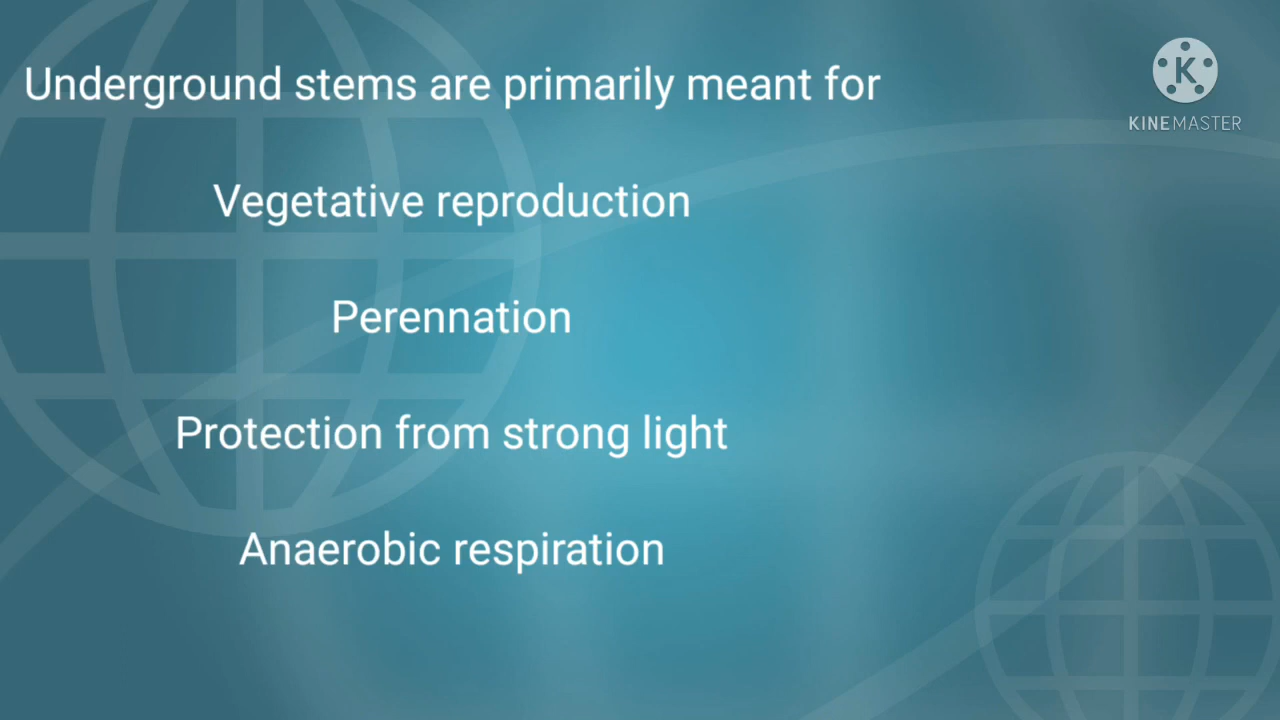 Underground stems are primarily meant for
Vegetative reproduction
Perennation
Protection from strong light
Anaerobic respiration
K
KINEMASTER